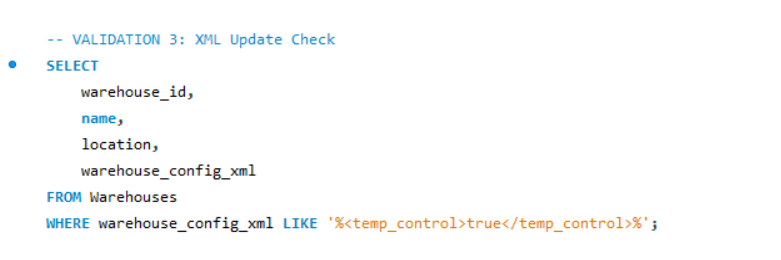 -- VALIDATION 3: XML Update Check
SELECT
    warehouse_id,
    name,
    location,
    warehouse_config_xml
FROM Warehouses
WHERE warehouse_config_xml LIKE '%<temp_control>true</temp_control>%';